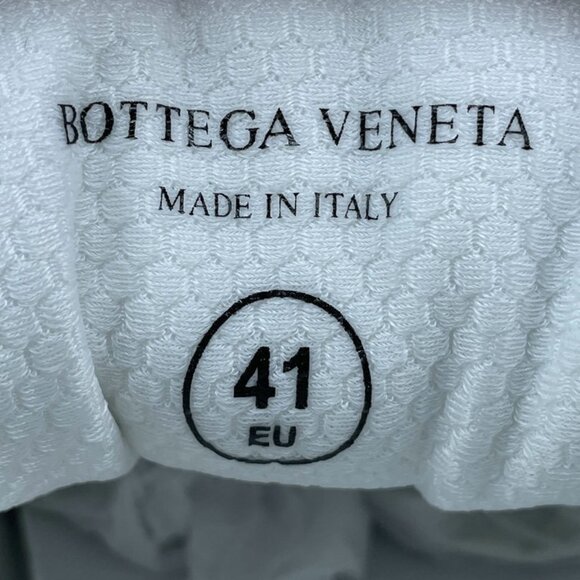 BOTTEGA VENETA
MADE IN ITALY
41
EU